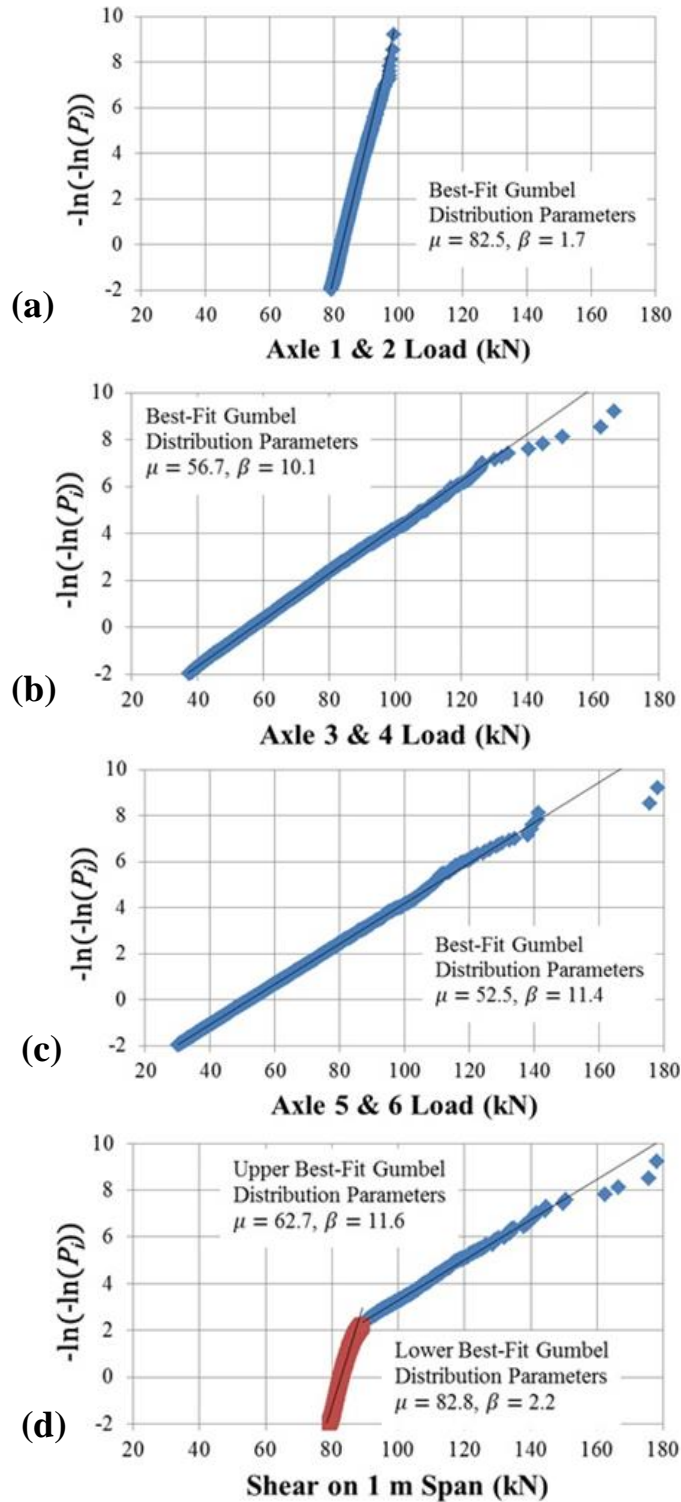 10
8
6
4
2
0
-2
-ln(-ln(Pᵢ))
Best-Fit Gumbel
Distribution Parameters
μ = 82.5, β = 1.7
20 40 60 80 100 120 140 160 180
(a)
Axle 1 & 2 Load (kN)
10
8
6
4
2
0
-2
-ln(-ln(Pᵢ))
Best-Fit Gumbel
Distribution Parameters
μ = 56.7, β = 10.1
20 40 60 80 100 120 140 160 180
(b)
Axle 3 & 4 Load (kN)
10
8
6
4
2
0
-2
-ln(-ln(Pᵢ))
Best-Fit Gumbel
Distribution Parameters
μ = 52.5, β = 11.4
20 40 60 80 100 120 140 160 180
(c)
Axle 5 & 6 Load (kN)
10
8
6
4
2
0
-2
-ln(-ln(Pᵢ))
Upper Best-Fit Gumbel
Distribution Parameters
μ = 62.7, β = 11.6
Lower Best-Fit Gumbel
Distribution Parameters
μ = 82.8, β = 2.2
20 40 60 80 100 120 140 160 180
(d)
Shear on 1 m Span (kN)